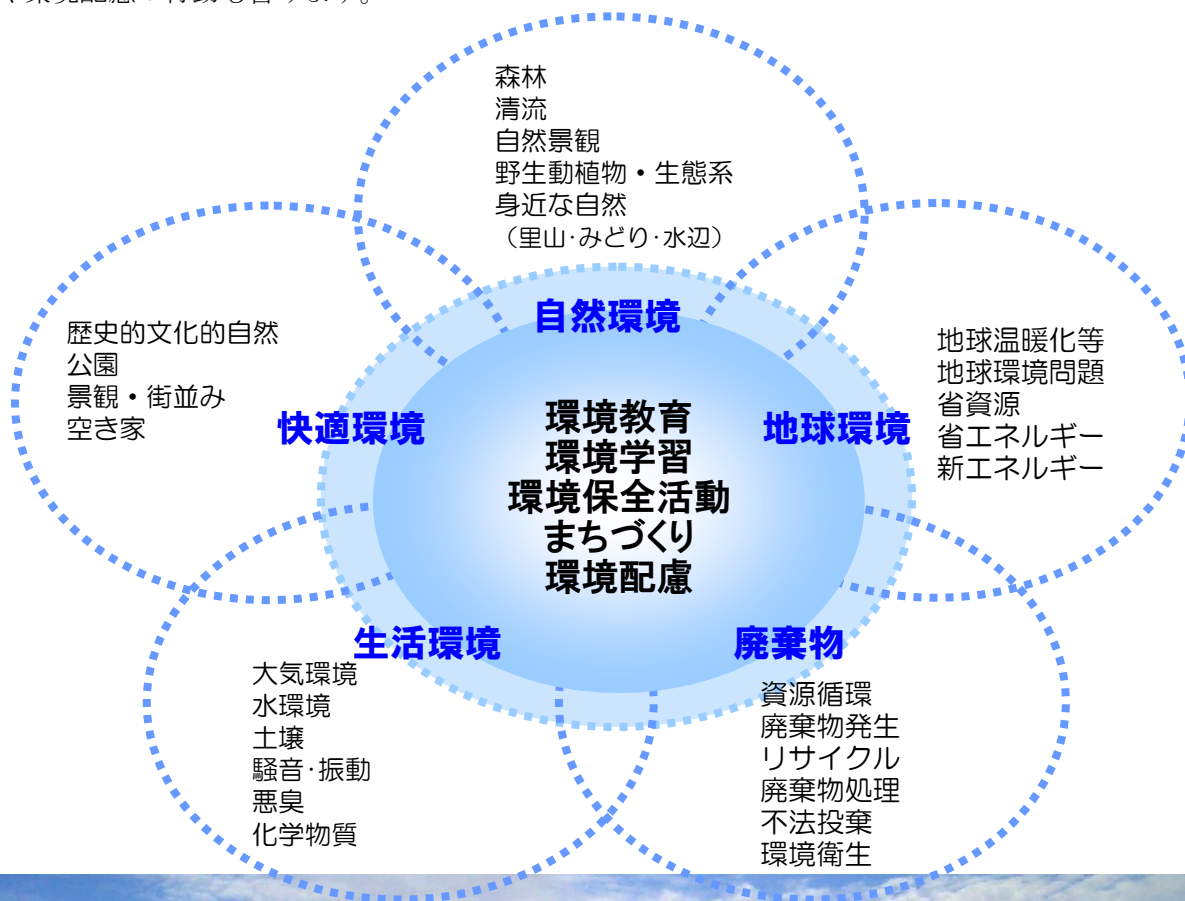 森林
清流
自然景観
野生動植物・生態系
身近な自然
（里山･みどり･水辺）
自然環境
歴史的文化的自然
公園
景観・街並み
空き家
快適環境
環境教育
環境学習
環境保全活動
まちづくり
環境配慮
地球環境
地球温暖化等
地球環境問題
省資源
省エネルギー
新エネルギー
生活環境
大気環境
水環境
土壌
騒音･振動
悪臭
化学物質
廃棄物
資源循環
廃棄物発生
リサイクル
廃棄物処理
不法投棄
環境衛生